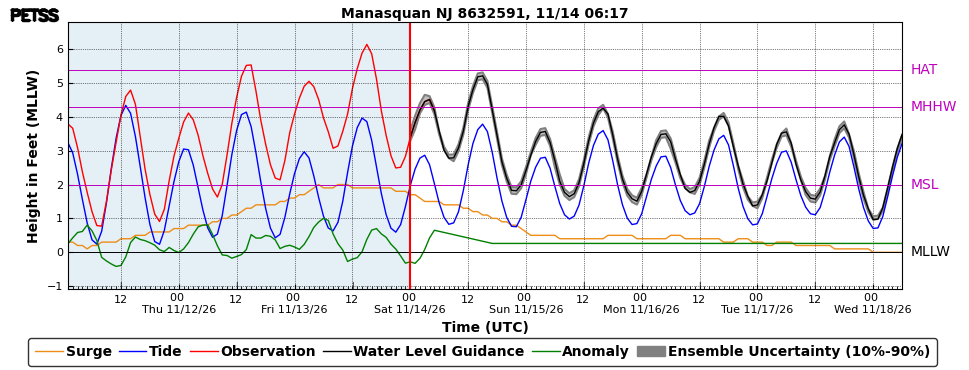 PETSS
Manasquan NJ 8632591, 11/14 06:17
Height in Feet (MLLW)
6
5
4
3
2
1
0
−1
HAT
MHHW
MSL
MLLW
12 00 12 00 12 00 12 00 12 00 12 00 12 00
Thu 11/12/26 Fri 11/13/26 Sat 11/14/26 Sun 11/15/26 Mon 11/16/26 Tue 11/17/26 Wed 11/18/26
Time (UTC)
Surge Tide Observation Water Level Guidance Anomaly Ensemble Uncertainty (10%-90%)